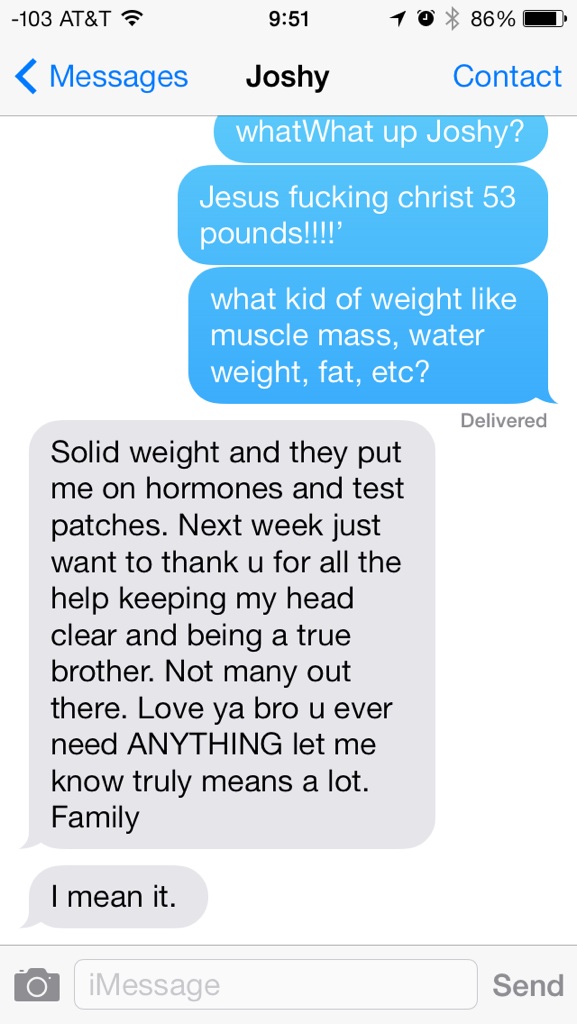 -103 AT&T 9:51 86%
Messages Joshy Contact
whatWhat up Joshy?
Jesus fucking christ 53
pounds!!!!’
what kid of weight like
muscle mass, water
weight, fat, etc?
Delivered
Solid weight and they put
me on hormones and test
patches. Next week just
want to thank u for all the
help keeping my head
clear and being a true
brother. Not many out
there. Love ya bro u ever
need ANYTHING let me
know truly means a lot.
Family
I mean it.
iMessage Send